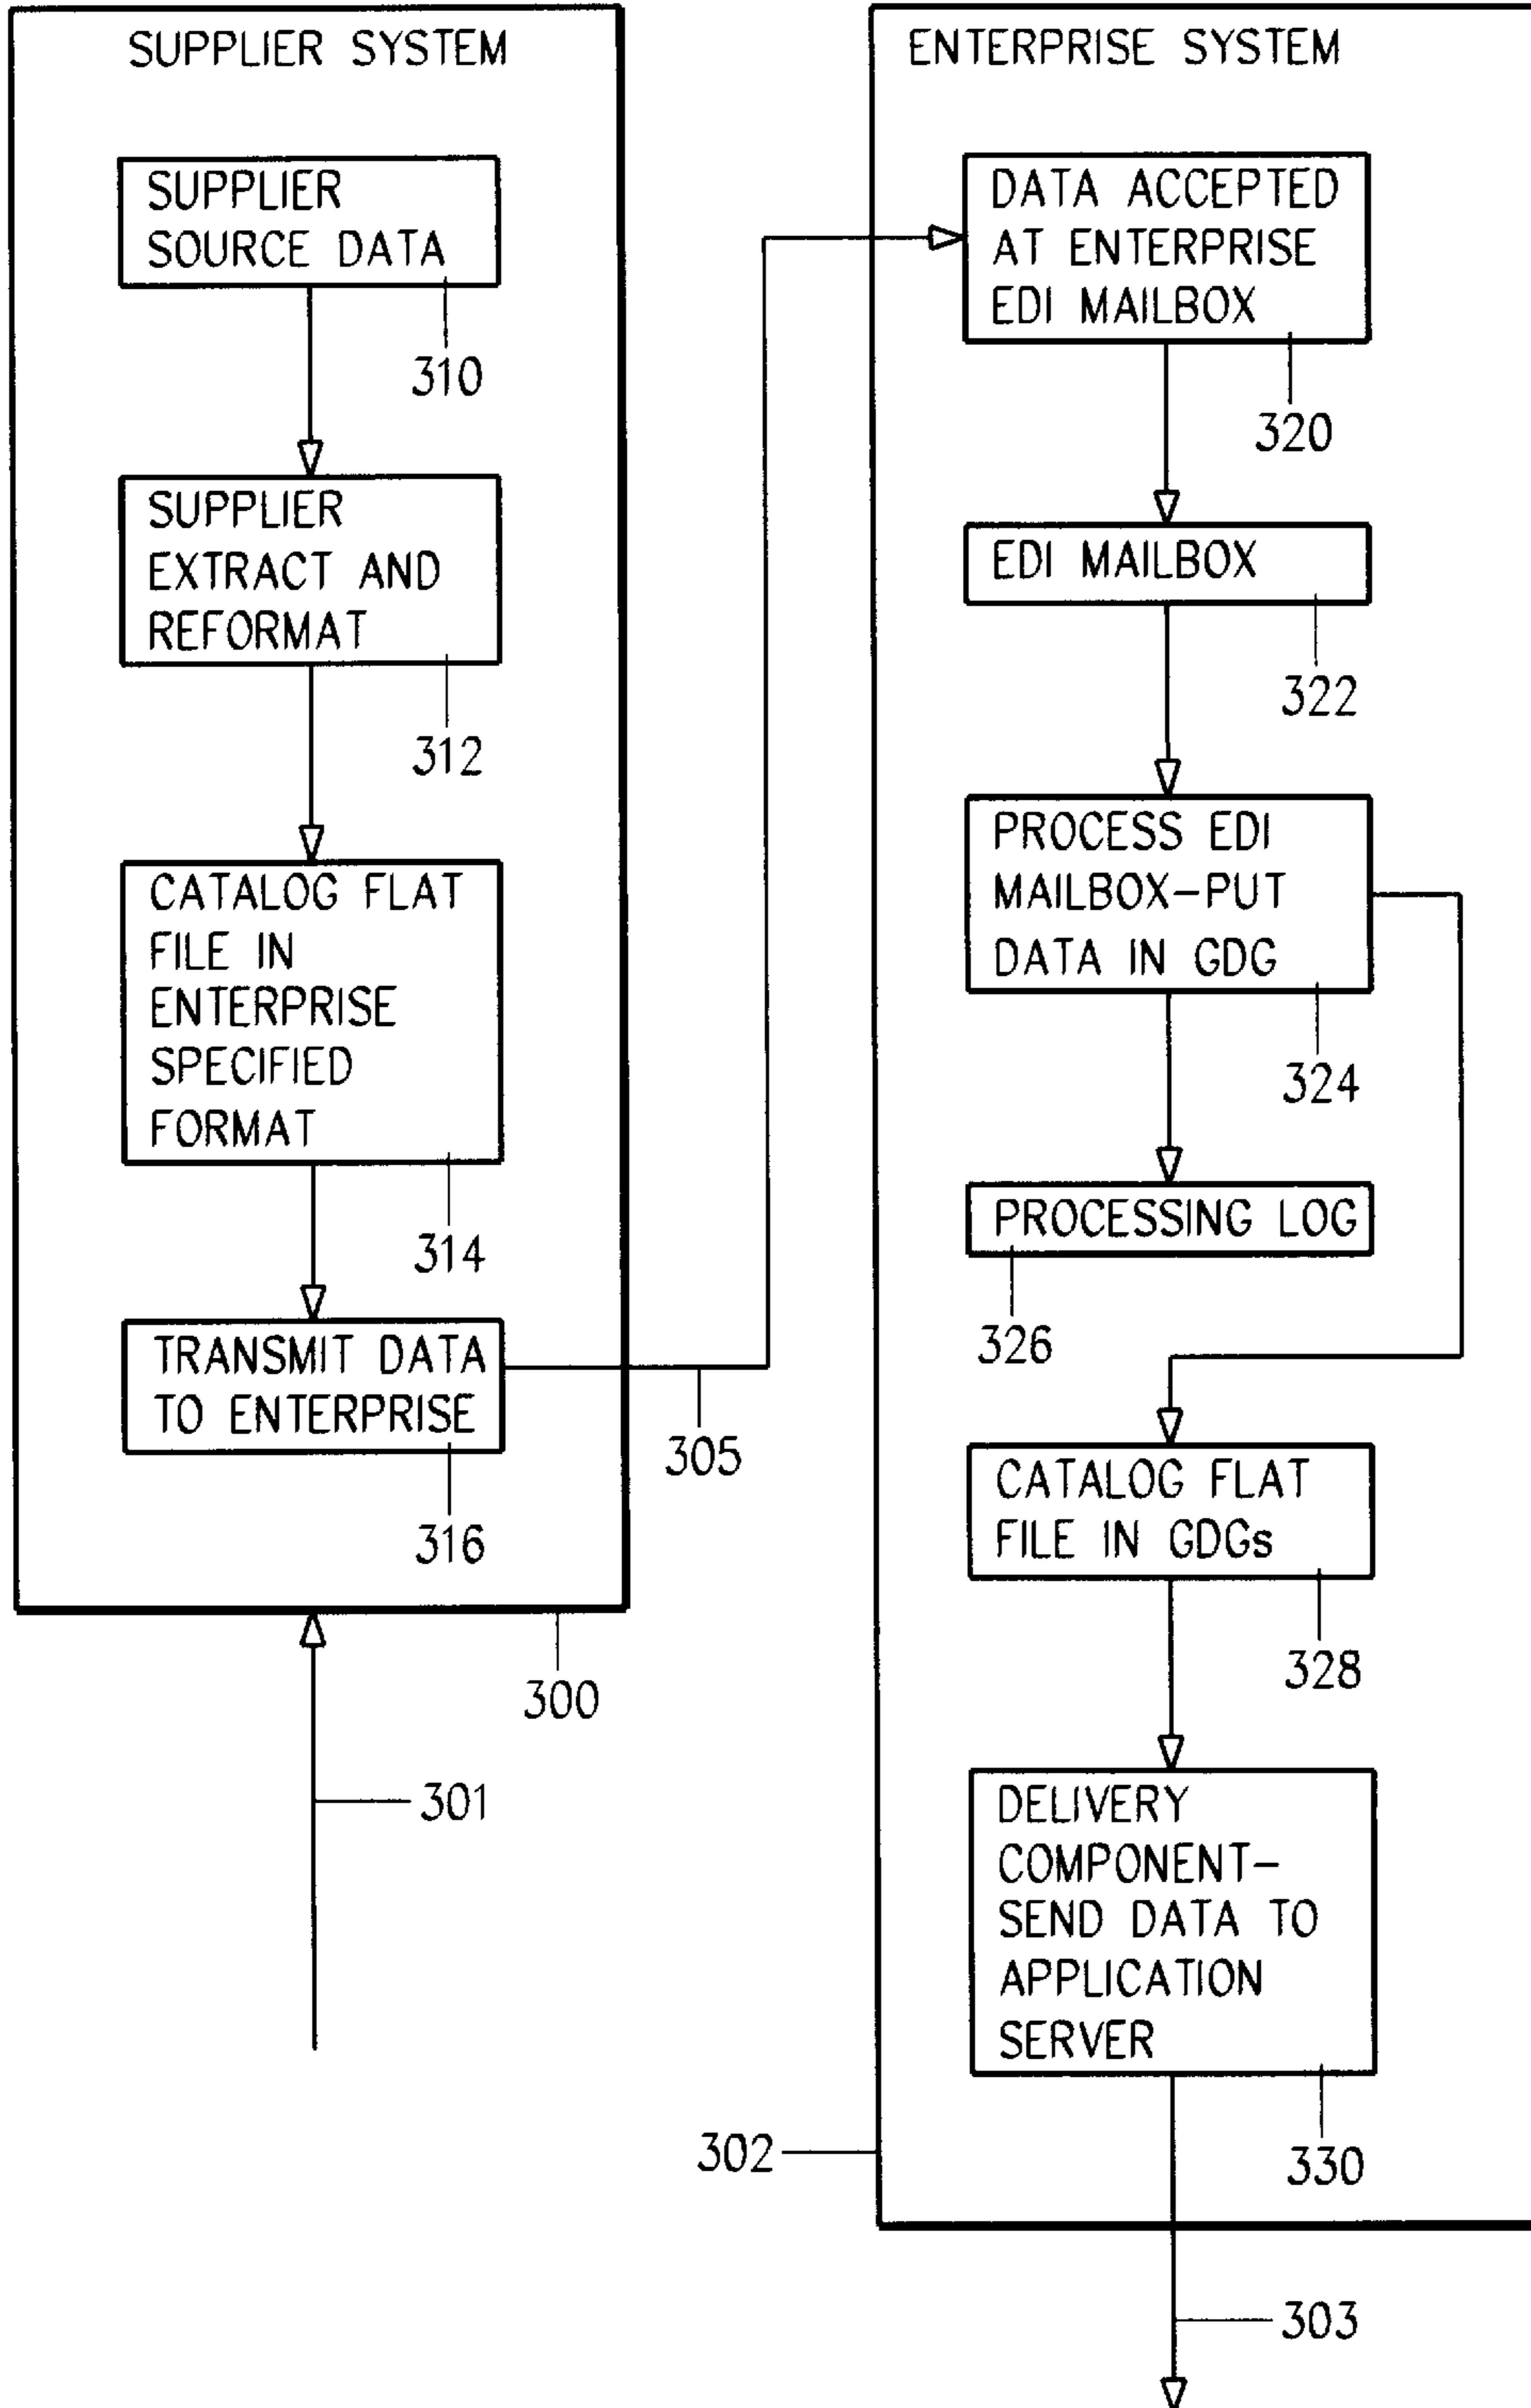 SUPPLIER SYSTEM
SUPPLIER
SOURCE DATA
310
SUPPLIER
EXTRACT AND
REFORMAT
312
CATALOG FLAT
FILE IN
ENTERPRISE
SPECIFIED
FORMAT
314
TRANSMIT DATA
TO ENTERPRISE
316
300
301
305
ENTERPRISE SYSTEM
DATA ACCEPTED
AT ENTERPRISE
EDI MAILBOX
320
EDI MAILBOX
322
PROCESS EDI
MAILBOX-PUT
DATA IN GDG
324
PROCESSING LOG
326
CATALOG FLAT
FILE IN GDGs
328
DELIVERY
COMPONENT-
SEND DATA TO
APPLICATION
SERVER
330
302
303